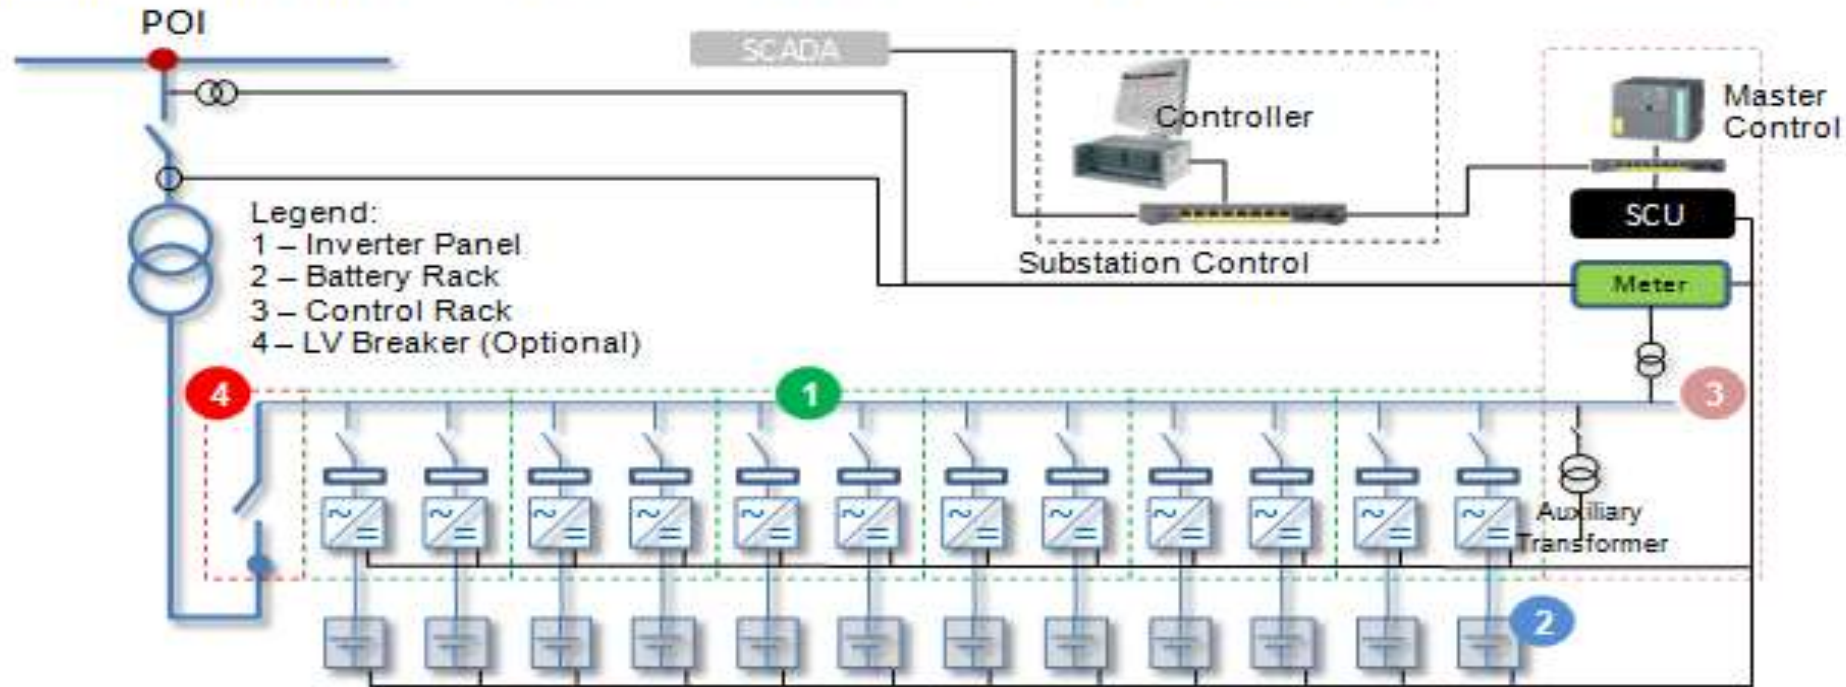 POI
SCADA
Controller
Master
Control
SCU
Legend:
1 – Inverter Panel
2 – Battery Rack
3 – Control Rack
4 – LV Breaker (Optional)
Substation Control
Meter
4
1
3
Auxiliary
Transformer
2